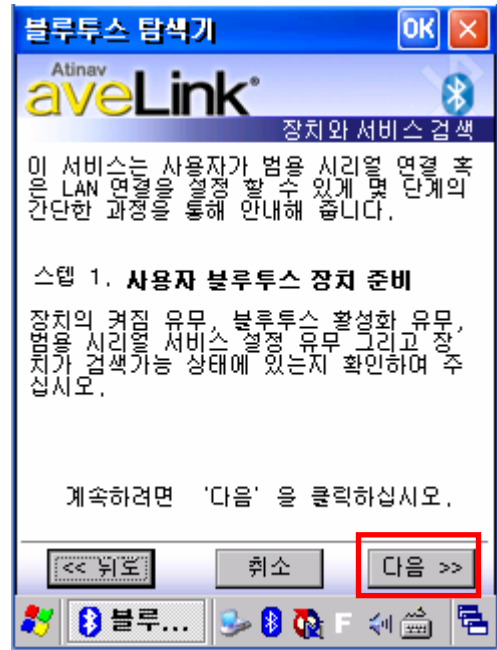 블루투스 탐색기
OK
Atinav
aveLink®
장치와 서비스 검색
이 서비스는 사용자가 범용 시리얼 연결 혹
은 LAN 연결을 설정 할 수 있게 몇 단계의
간단한 과정을 통해 안내해 줍니다.
스텝 1. 사용자 블루투스 장치 준비
장치의 켜짐 유무, 블루투스 활성화 유무,
범용 시리얼 서비스 설정 유무 그리고 장
치가 검색가능 상태에 있는지 확인하여 주
십시오.
계속하려면 '다음' 을 클릭하십시오.
<< 뒤로 취소 다음 >>
블루... F